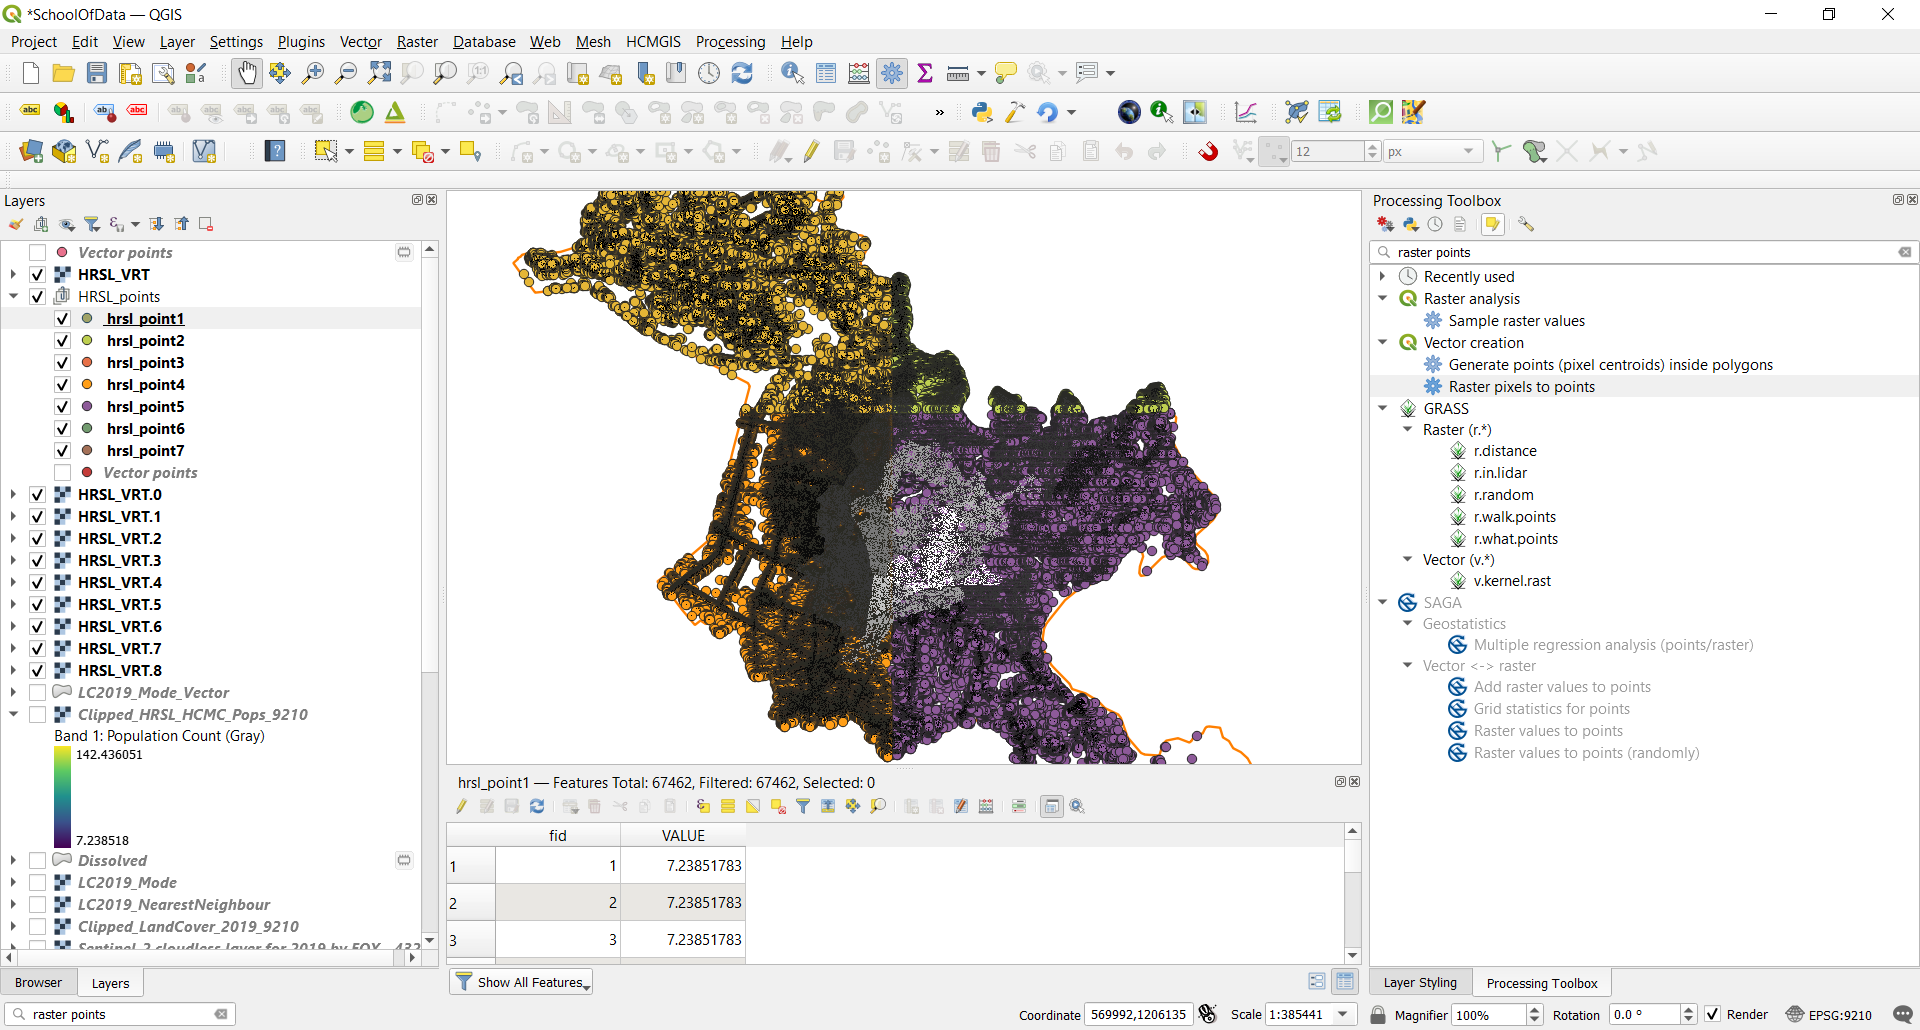 *SchoolOfData — QGIS
Project Edit View Layer Settings Plugins Vector Raster Database Web Mesh HCMGIS Processing Help
12 px
Layers
Vector points
HRSL_VRT
HRSL_points
hrsl_point1
hrsl_point2
hrsl_point3
hrsl_point4
hrsl_point5
hrsl_point6
hrsl_point7
Vector points
HRSL_VRT.0
HRSL_VRT.1
HRSL_VRT.2
HRSL_VRT.3
HRSL_VRT.4
HRSL_VRT.5
HRSL_VRT.6
HRSL_VRT.7
HRSL_VRT.8
LC2019_Mode_Vector
Clipped_HRSL_HCMC_Pops_9210
Band 1: Population Count (Gray)
142.436051
7.238518
Dissolved
LC2019_Mode
LC2019_NearestNeighbour
Clipped_LandCover_2019_9210
Sentinel-2 cloudless layer for 2019 by EOX - 432
Browser Layers
hrsl_point1 — Features Total: 67462, Filtered: 67462, Selected: 0
fid VALUE
1 1 7.23851783
2 2 7.23851783
3 3 7.23851783
Show All Features
Processing Toolbox
raster points
Recently used
Raster analysis
Sample raster values
Vector creation
Generate points (pixel centroids) inside polygons
Raster pixels to points
GRASS
Raster (r.*)
r.distance
r.in.lidar
r.random
r.walk.points
r.what.points
Vector (v.*)
v.kernel.rast
SAGA
Geostatistics
Multiple regression analysis (points/raster)
Vector <-> raster
Add raster values to points
Grid statistics for points
Raster values to points
Raster values to points (randomly)
Layer Styling Processing Toolbox
raster points Coordinate 569992,1206135 Scale 1:385441 Magnifier 100% Rotation 0.0 ° Render EPSG:9210